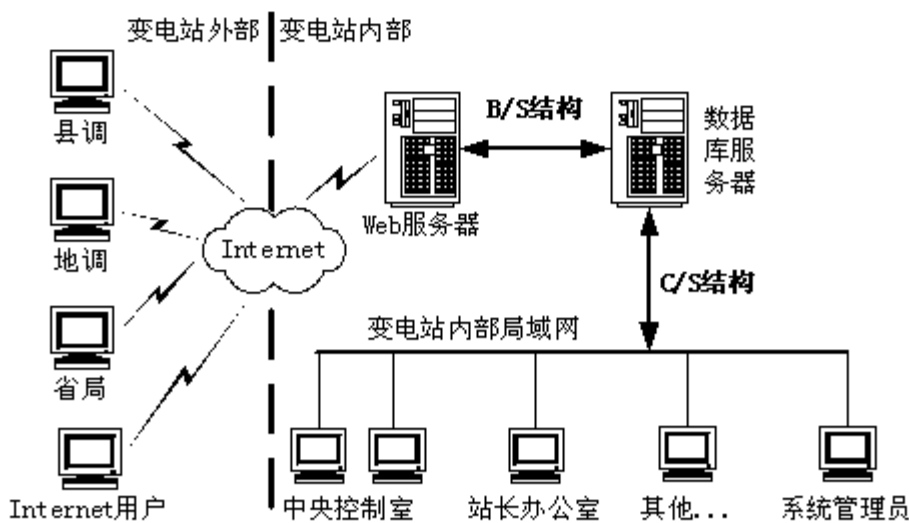 变电站外部
变电站内部
县调
地调
省局
Internet用户
Internet
Web服务器
B/S结构
数据
库服
务器
C/S结构
变电站内部局域网
中央控制室
站长办公室
其他...
系统管理员